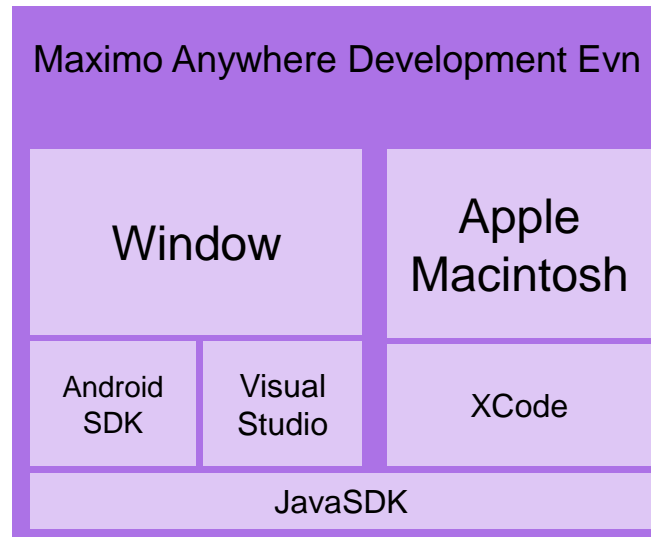 Maximo Anywhere Development Evn
Window
Apple
Macintosh
Android
SDK
Visual
Studio
XCode
JavaSDK